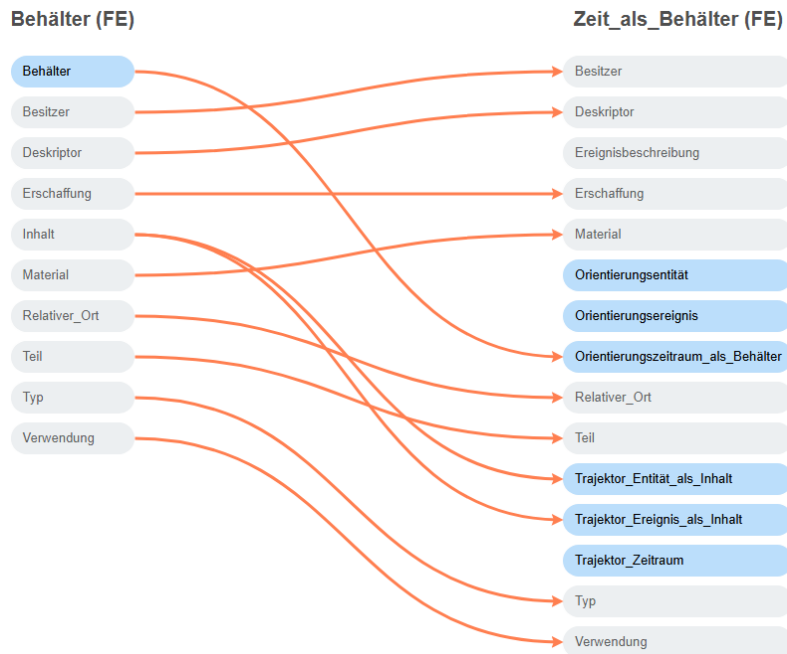 Behälter (FE)
Behälter
Besitzer
Deskriptor
Erschaffung
Inhalt
Material
Relativer_Ort
Teil
Typ
Verwendung
Zeit_als_Behälter (FE)
Besitzer
Deskriptor
Ereignisbeschreibung
Erschaffung
Material
Orientierungsentität
Orientierungsereignis
Orientierungszeitraum_als_Behälter
Relativer_Ort
Teil
Trajektor_Entität_als_Inhalt
Trajektor_Ereignis_als_Inhalt
Trajektor_Zeitraum
Typ
Verwendung